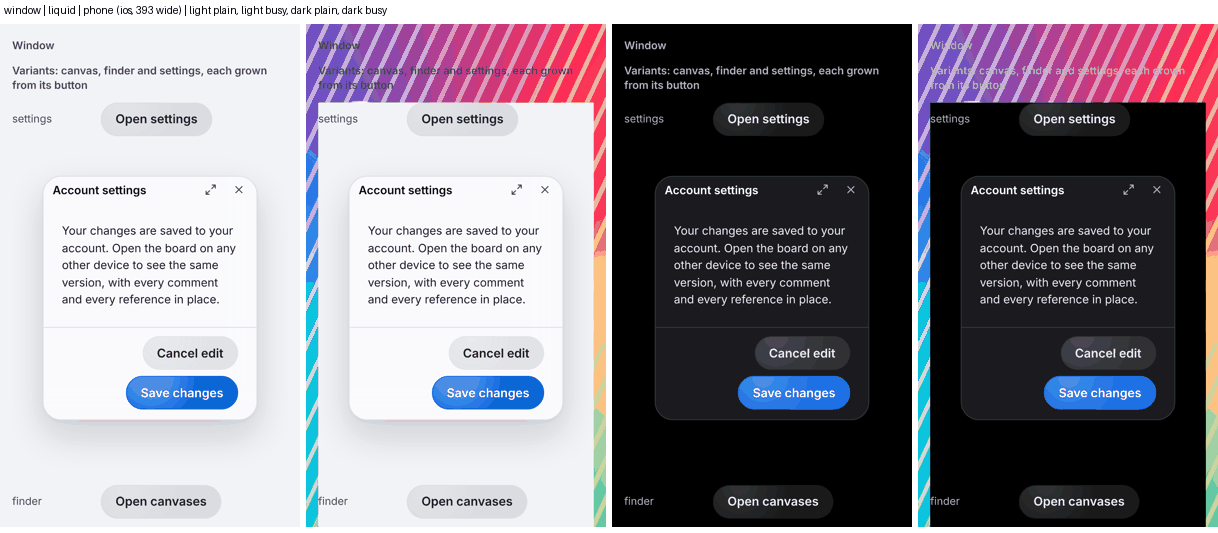 window | liquid | phone (ios, 393 wide) | light plain, light busy, dark plain, dark busy
Window
Variants: canvas, finder and settings, each grown
from its button
settings
Open settings
Account settings
Your changes are saved to your
account. Open the board on any
other device to see the same
version, with every comment
and every reference in place.
Cancel edit
Save changes
finder
Open canvases
Window
Variants: canvas, finder and settings, each grown
from its button
settings
Open settings
Account settings
Your changes are saved to your
account. Open the board on any
other device to see the same
version, with every comment
and every reference in place.
Cancel edit
Save changes
finder
Open canvases
Window
Variants: canvas, finder and settings, each grown
from its button
settings
Open settings
Account settings
Your changes are saved to your
account. Open the board on any
other device to see the same
version, with every comment
and every reference in place.
Cancel edit
Save changes
finder
Open canvases
Window
Variants: canvas, finder and settings, each grown
from its button
settings
Open settings
Account settings
Your changes are saved to your
account. Open the board on any
other device to see the same
version, with every comment
and every reference in place.
Cancel edit
Save changes
finder
Open canvases